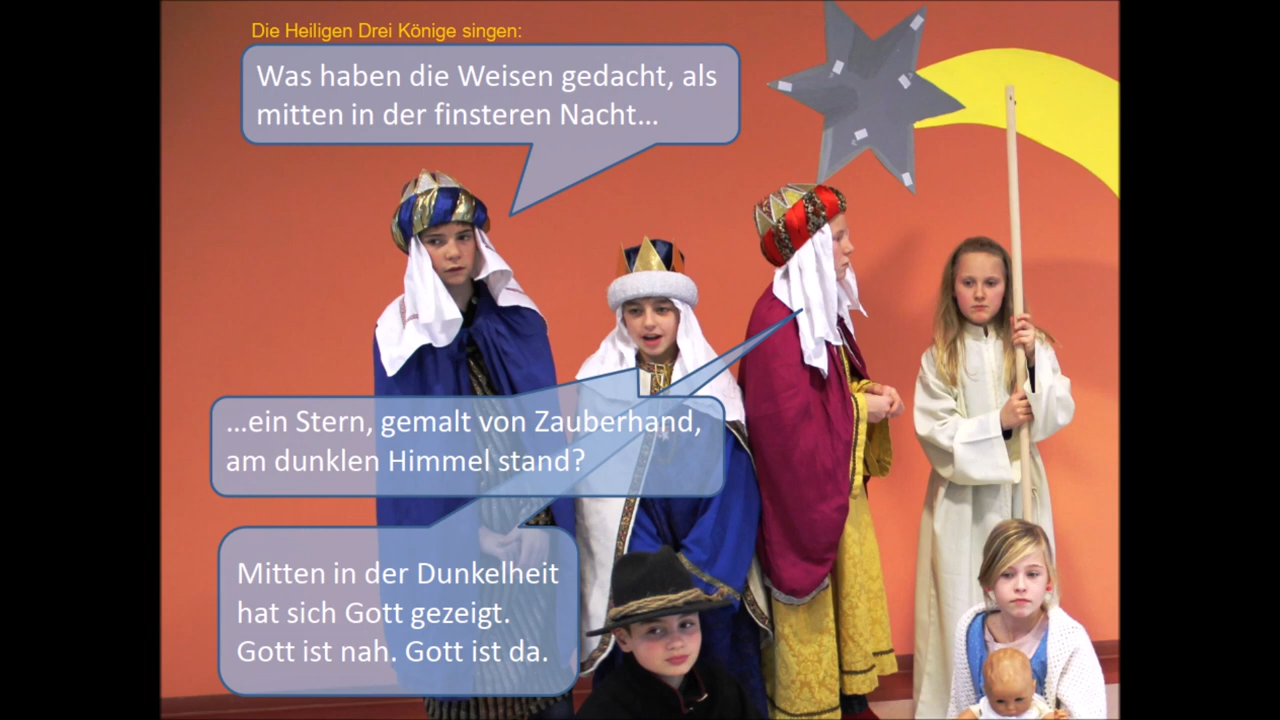 Die Heiligen Drei Könige singen:
Was haben die Weisen gedacht, als
mitten in der finsteren Nacht…
…ein Stern, gemalt von Zauberhand,
am dunklen Himmel stand?
Mitten in der Dunkelheit
hat sich Gott gezeigt.
Gott ist nah. Gott ist da.